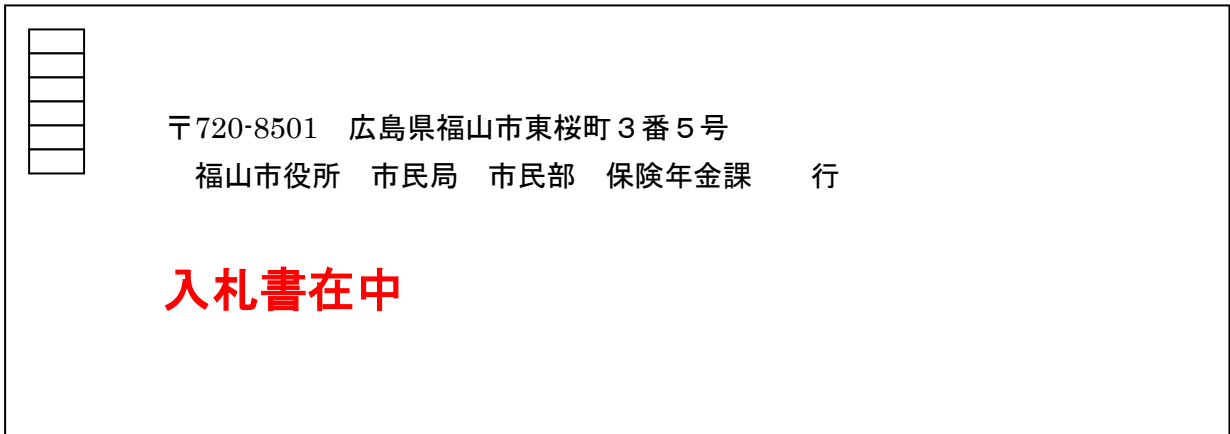 〒720-8501　広島県福山市東桜町３番５号
福山市役所　市民局　市民部　保険年金課　　行
入札書在中